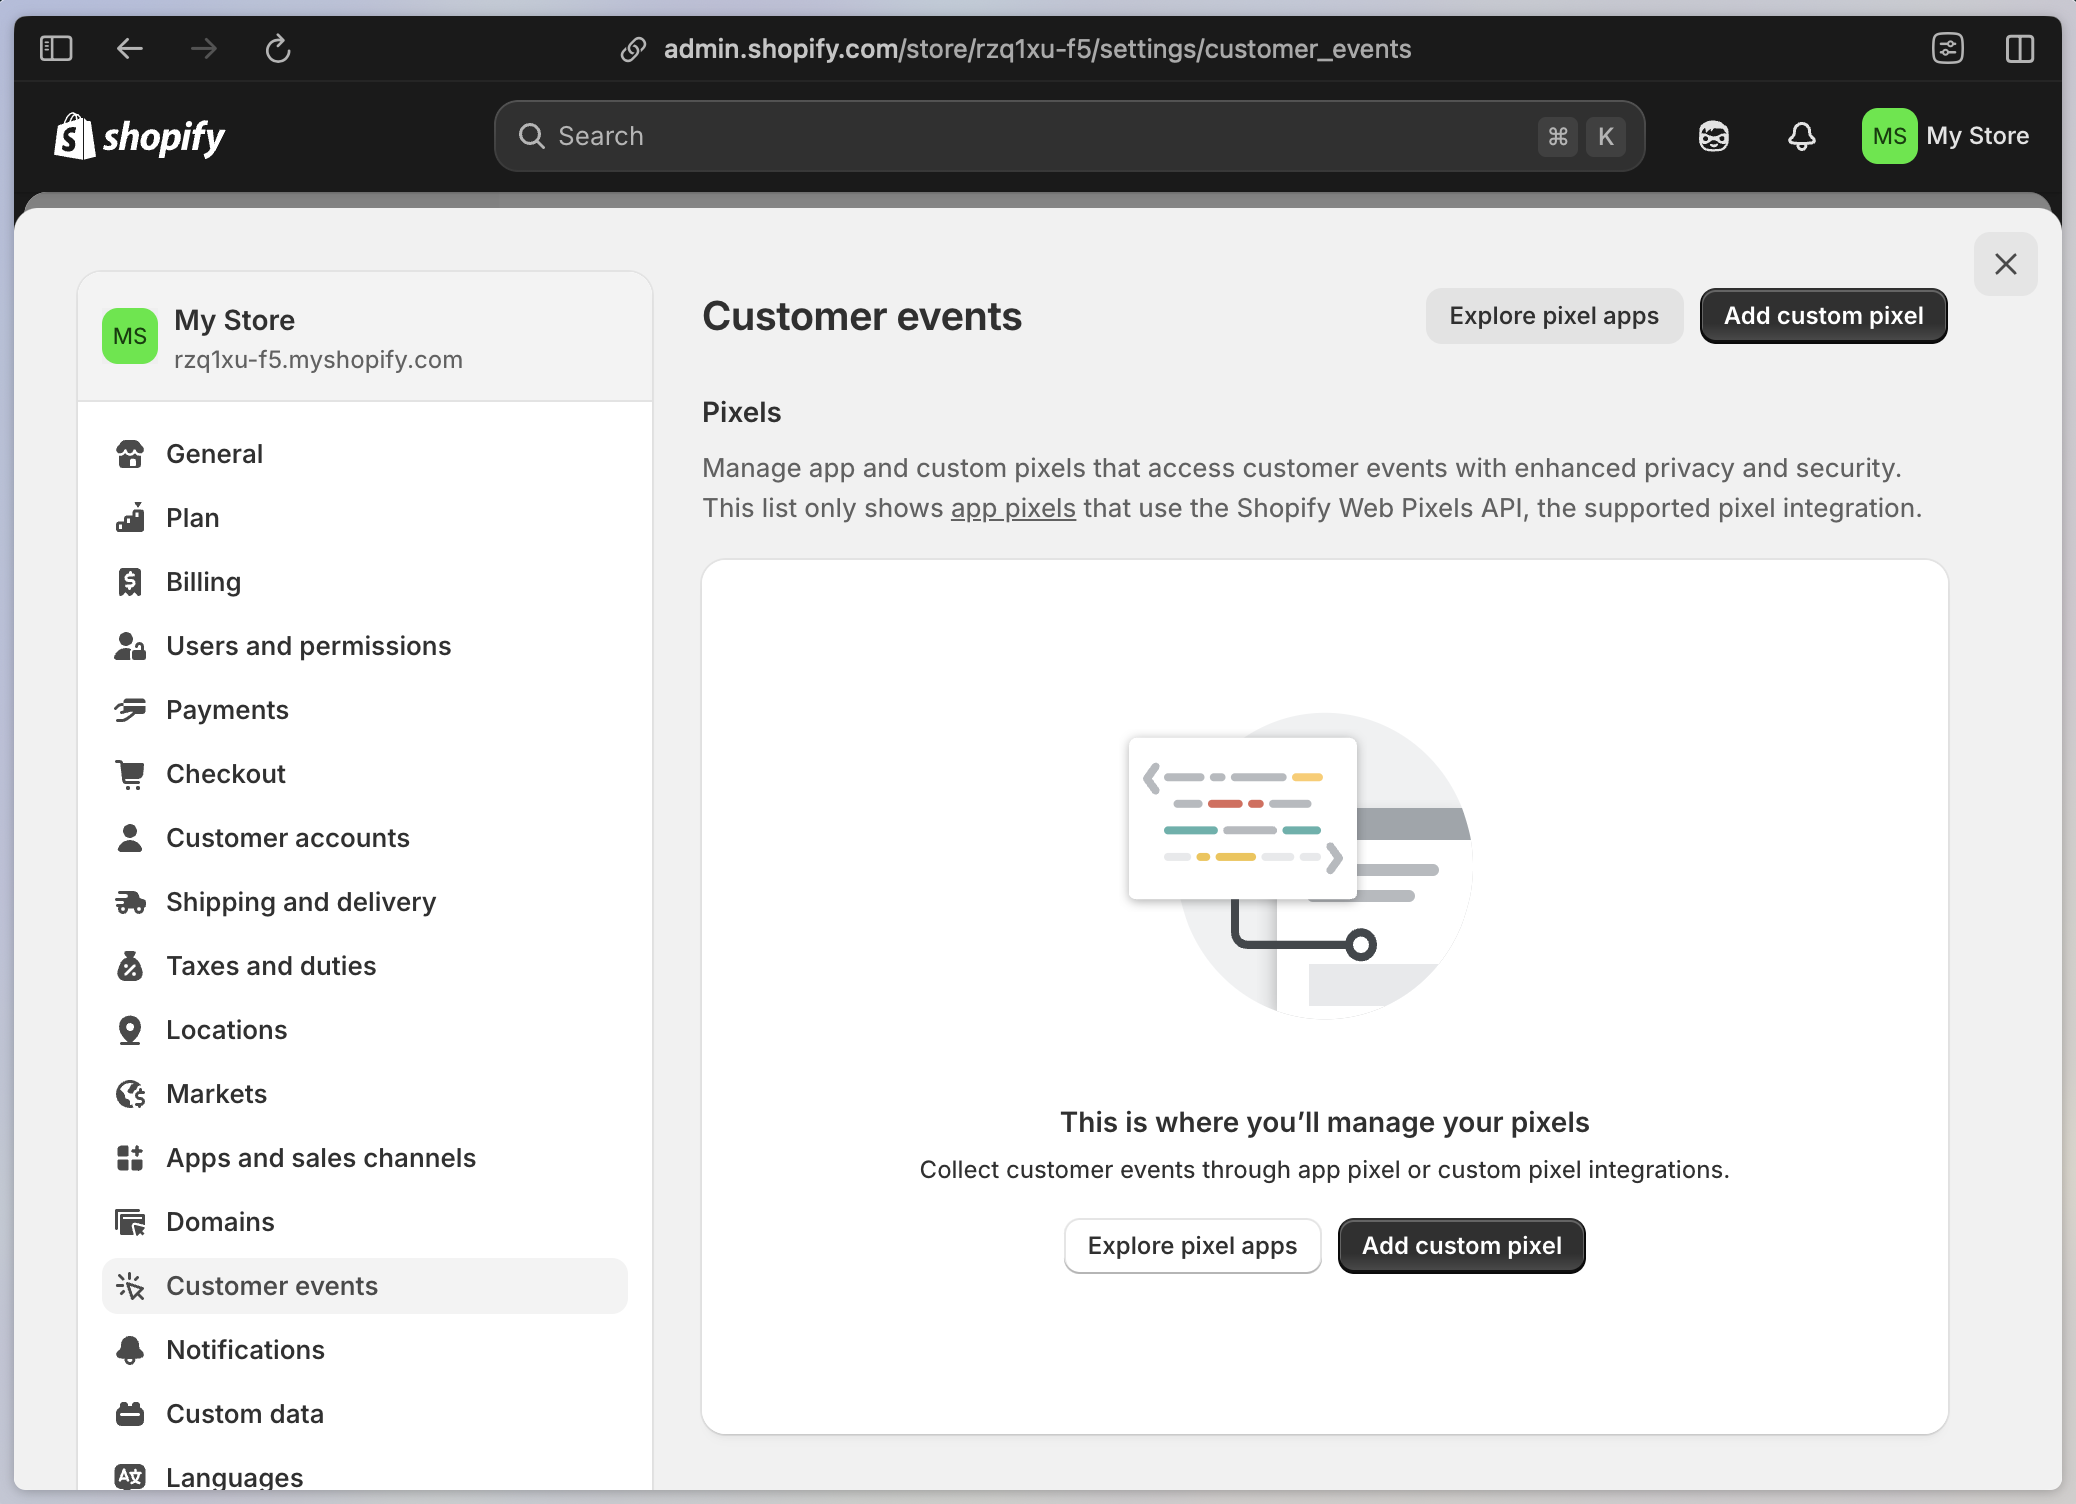 admin.shopify.com/store/rzq1xu-f5/settings/customer_events
shopify
Search
⌘ K
MS
My Store
MS
My Store
rzq1xu-f5.myshopify.com
General
Plan
Billing
Users and permissions
Payments
Checkout
Customer accounts
Shipping and delivery
Taxes and duties
Locations
Markets
Apps and sales channels
Domains
Customer events
Notifications
Custom data
Languages
Customer events
Explore pixel apps
Add custom pixel
Pixels
Manage app and custom pixels that access customer events with enhanced privacy and security.
This list only shows app pixels that use the Shopify Web Pixels API, the supported pixel integration.
This is where you’ll manage your pixels
Collect customer events through app pixel or custom pixel integrations.
Explore pixel apps
Add custom pixel